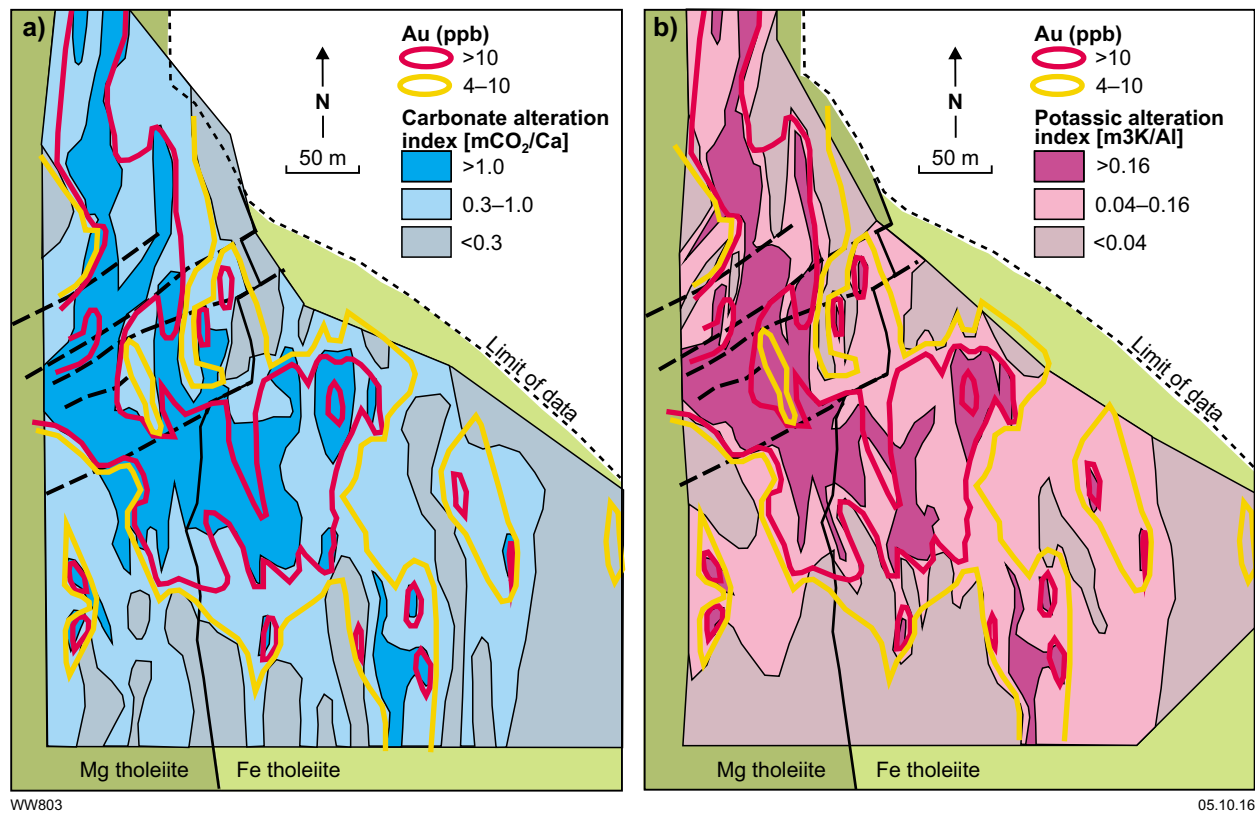 a)
Au (ppb)
>10
4–10
N
50 m
Carbonate alteration
index [mCO₂/Ca]
>1.0
0.3–1.0
<0.3
Limit of data
Mg tholeiite
Fe tholeiite
WW803
b)
Au (ppb)
>10
4–10
N
50 m
Potassic alteration
index [m3K/Al]
>0.16
0.04–0.16
<0.04
Limit of data
Mg tholeiite
Fe tholeiite
05.10.16